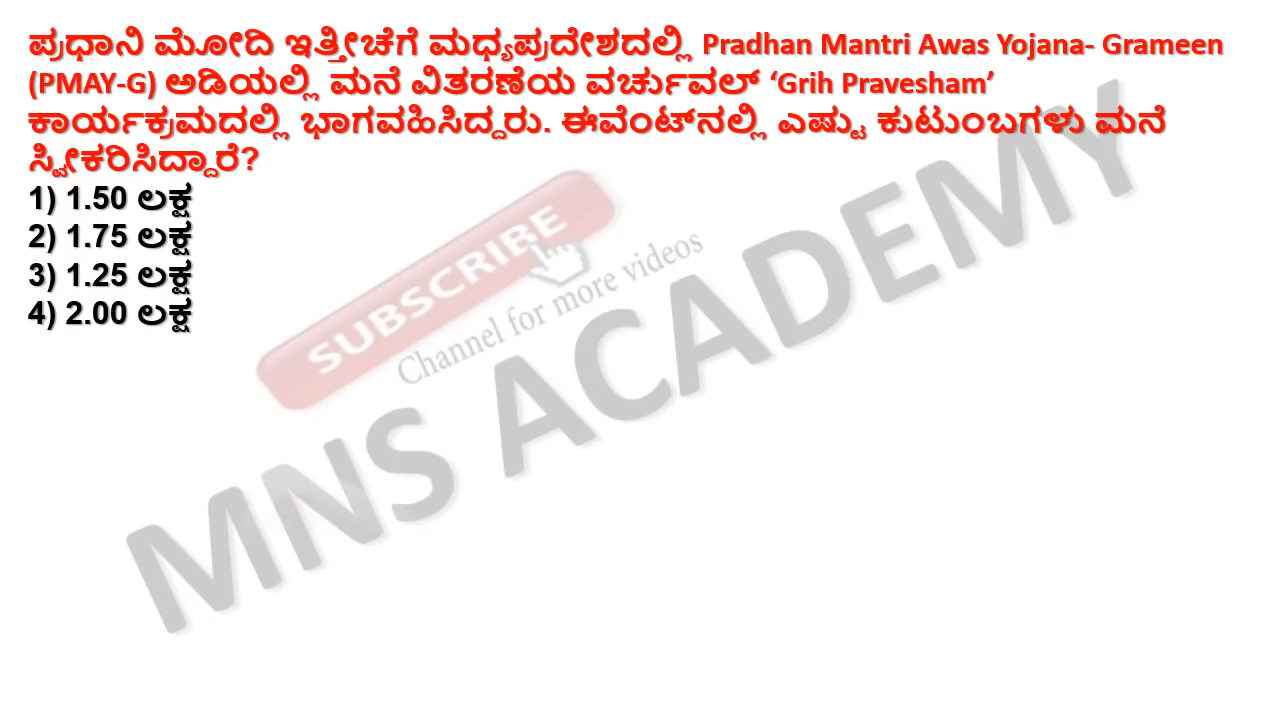 ಪ್ರಧಾನಿ ಮೋದಿ ಇತ್ತೀಚೆಗೆ ಮಧ್ಯಪ್ರದೇಶದಲ್ಲಿ Pradhan Mantri Awas Yojana- Grameen
(PMAY-G) ಅಡಿಯಲ್ಲಿ ಮನೆ ವಿತರಣೆಯ ವರ್ಚುವಲ್ ‘Grih Pravesham’
ಕಾರ್ಯಕ್ರಮದಲ್ಲಿ ಭಾಗವಹಿಸಿದ್ದರು. ಈವೆಂಟ್‌ನಲ್ಲಿ ಎಷ್ಟು ಕುಟುಂಬಗಳು ಮನೆ
ಸ್ವೀಕರಿಸಿದ್ದಾರೆ?
1) 1.50 ಲಕ್ಷ
2) 1.75 ಲಕ್ಷ
3) 1.25 ಲಕ್ಷ
4) 2.00 ಲಕ್ಷ
SUBSCRIBE
Channel for more videos
MNS ACADEMY